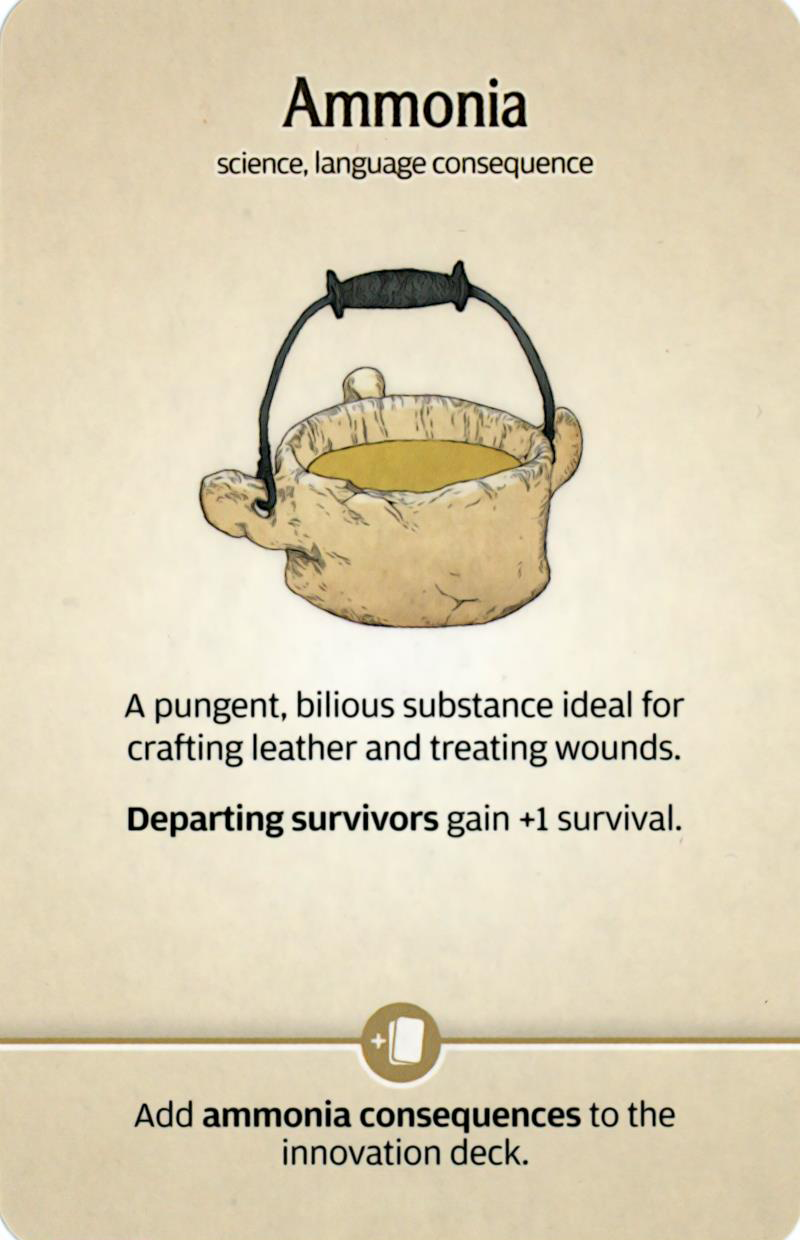 Ammonia
science, language consequence
A pungent, bilious substance ideal for
crafting leather and treating wounds.
Departing survivors gain +1 survival.
+
Add ammonia consequences to the
innovation deck.